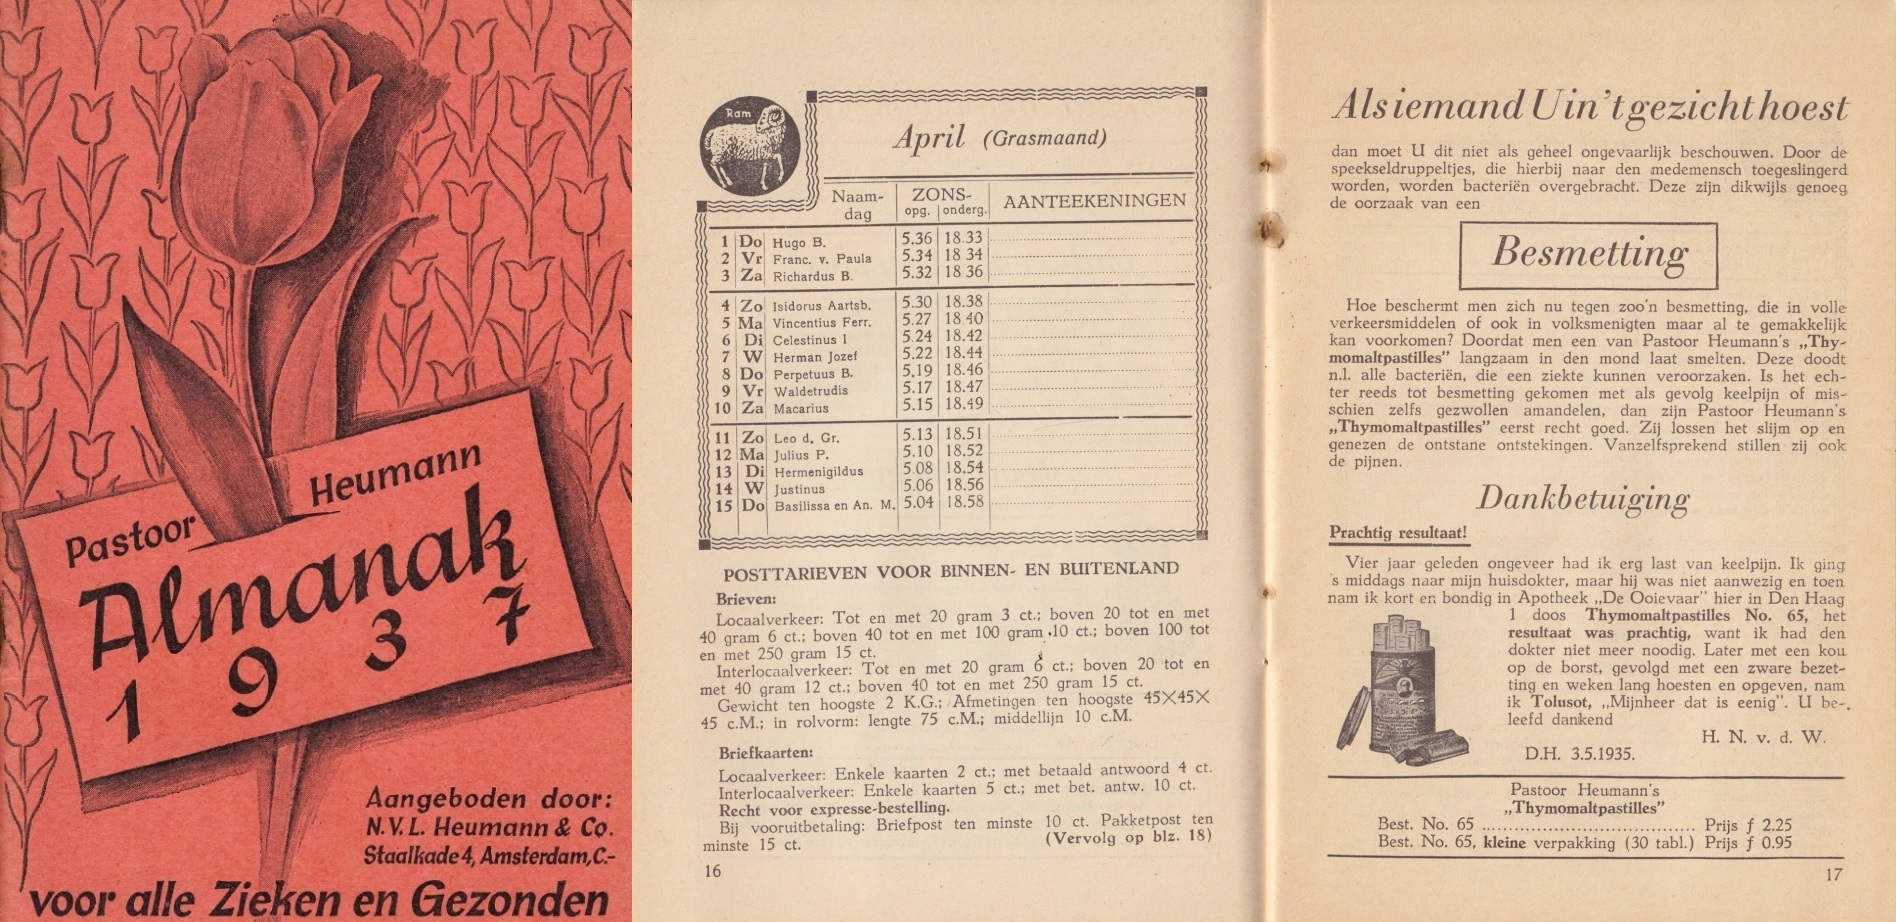 Pastoor Heumann
Almanak
1937
Aangeboden door:
N.V.L. Heumann & Co.
Staalkade 4, Amsterdam, C.-
voor alle Zieken en Gezonden
Ram
April (Grasmaand)
Naam-
dag
ZONS-
opg. onderg.
AANTEEKENINGEN
1 Do Hugo B. 5.36 18.33
2 Vr Franc. v. Paula 5.34 18 34
3 Za Richardus B. 5.32 18 36
4 Zo Isidorus Aartsb. 5.30 18.38
5 Ma Vincentius Ferr. 5.27 18 40
6 Di Celestinus I 5.24 18.42
7 W Herman Jozef 5.22 18.44
8 Do Perpetuus B. 5.19 18.46
9 Vr Waldetrudis 5.17 18.47
10 Za Macarius 5.15 18.49
11 Zo Leo d. Gr. 5.13 18.51
12 Ma Julius P. 5.10 18.52
13 Di Hermenigildus 5.08 18.54
14 W Justinus 5.06 18.56
15 Do Basilissa en An. M. 5.04 18.58
POSTTARIEVEN VOOR BINNEN- EN BUITENLAND
Brieven:
Locaalverkeer: Tot en met 20 gram 3 ct.; boven 20 tot en met
40 gram 6 ct.; boven 40 tot en met 100 gram 10 ct.; boven 100 tot
en met 250 gram 15 ct.
Interlocaalverkeer: Tot en met 20 gram 6 ct.; boven 20 tot en
met 40 gram 12 ct.; boven 40 tot en met 250 gram 15 ct.
Gewicht ten hoogste 2 K.G.; Afmetingen ten hoogste 45×45×
45 c.M.; in rolvorm: lengte 75 c.M.; middellijn 10 c.M.
Briefkaarten:
Locaalverkeer: Enkele kaarten 2 ct.; met betaald antwoord 4 ct.
Interlocaalverkeer: Enkele kaarten 5 ct.; met bet. antw. 10 ct.
Recht voor expresse-bestelling.
Bij vooruitbetaling: Briefpost ten minste 10 ct. Pakketpost ten
minste 15 ct. (Vervolg op blz. 18)
16
Als iemand U in 't gezicht hoest
dan moet U dit niet als geheel ongevaarlijk beschouwen. Door de
speekseldruppeltjes, die hierbij naar den medemensch toegeslingerd
worden, worden bacteriën overgebracht. Deze zijn dikwijls genoeg
de oorzaak van een
Besmetting
Hoe beschermt men zich nu tegen zoo'n besmetting, die in volle
verkeersmiddelen of ook in volksmenigten maar al te gemakkelijk
kan voorkomen? Doordat men een van Pastoor Heumann's „Thy-
momaltpastilles" langzaam in den mond laat smelten. Deze doodt
n.l. alle bacteriën, die een ziekte kunnen veroorzaken. Is het ech-
ter reeds tot besmetting gekomen met als gevolg keelpijn of mis-
schien zelfs gezwollen amandelen, dan zijn Pastoor Heumann's
„Thymomaltpastilles" eerst recht goed. Zij lossen het slijm op en
genezen de ontstane ontstekingen. Vanzelfsprekend stillen zij ook
de pijnen.
Dankbetuiging
Prachtig resultaat!
Vier jaar geleden ongeveer had ik erg last van keelpijn. Ik ging
's middags naar mijn huisdokter, maar hij was niet aanwezig en toen
nam ik kort en bondig in Apotheek „De Ooievaar" hier in Den Haag
1 doos Thymomaltpastilles No. 65, het
resultaat was prachtig, want ik had den
dokter niet meer noodig. Later met een kou
op de borst, gevolgd met een zware bezet-
ting en weken lang hoesten en opgeven, nam
ik Tolusot, „Mijnheer dat is eenig". U be-
leefd dankend
H. N. v. d. W.
D.H. 3.5.1935.
Pastoor Heumann's
„Thymomaltpastilles"
Best. No. 65 .................................... Prijs ƒ 2.25
Best. No. 65, kleine verpakking (30 tabl.) Prijs ƒ 0.95
17